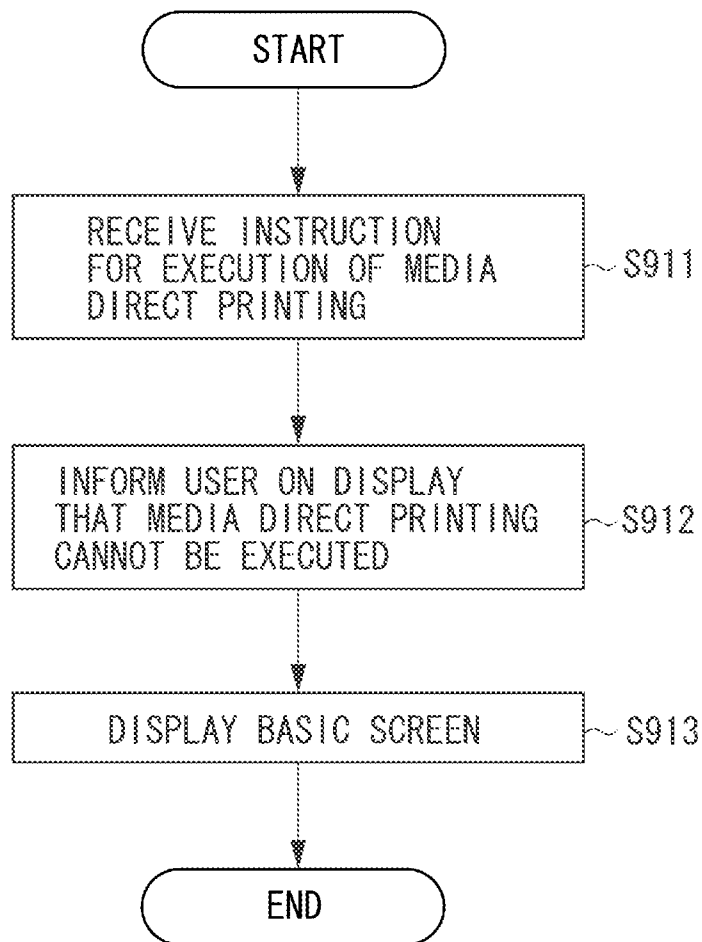 START
RECEIVE INSTRUCTION
FOR EXECUTION OF MEDIA
DIRECT PRINTING
S911
INFORM USER ON DISPLAY
THAT MEDIA DIRECT PRINTING
CANNOT BE EXECUTED
S912
DISPLAY BASIC SCREEN
S913
END